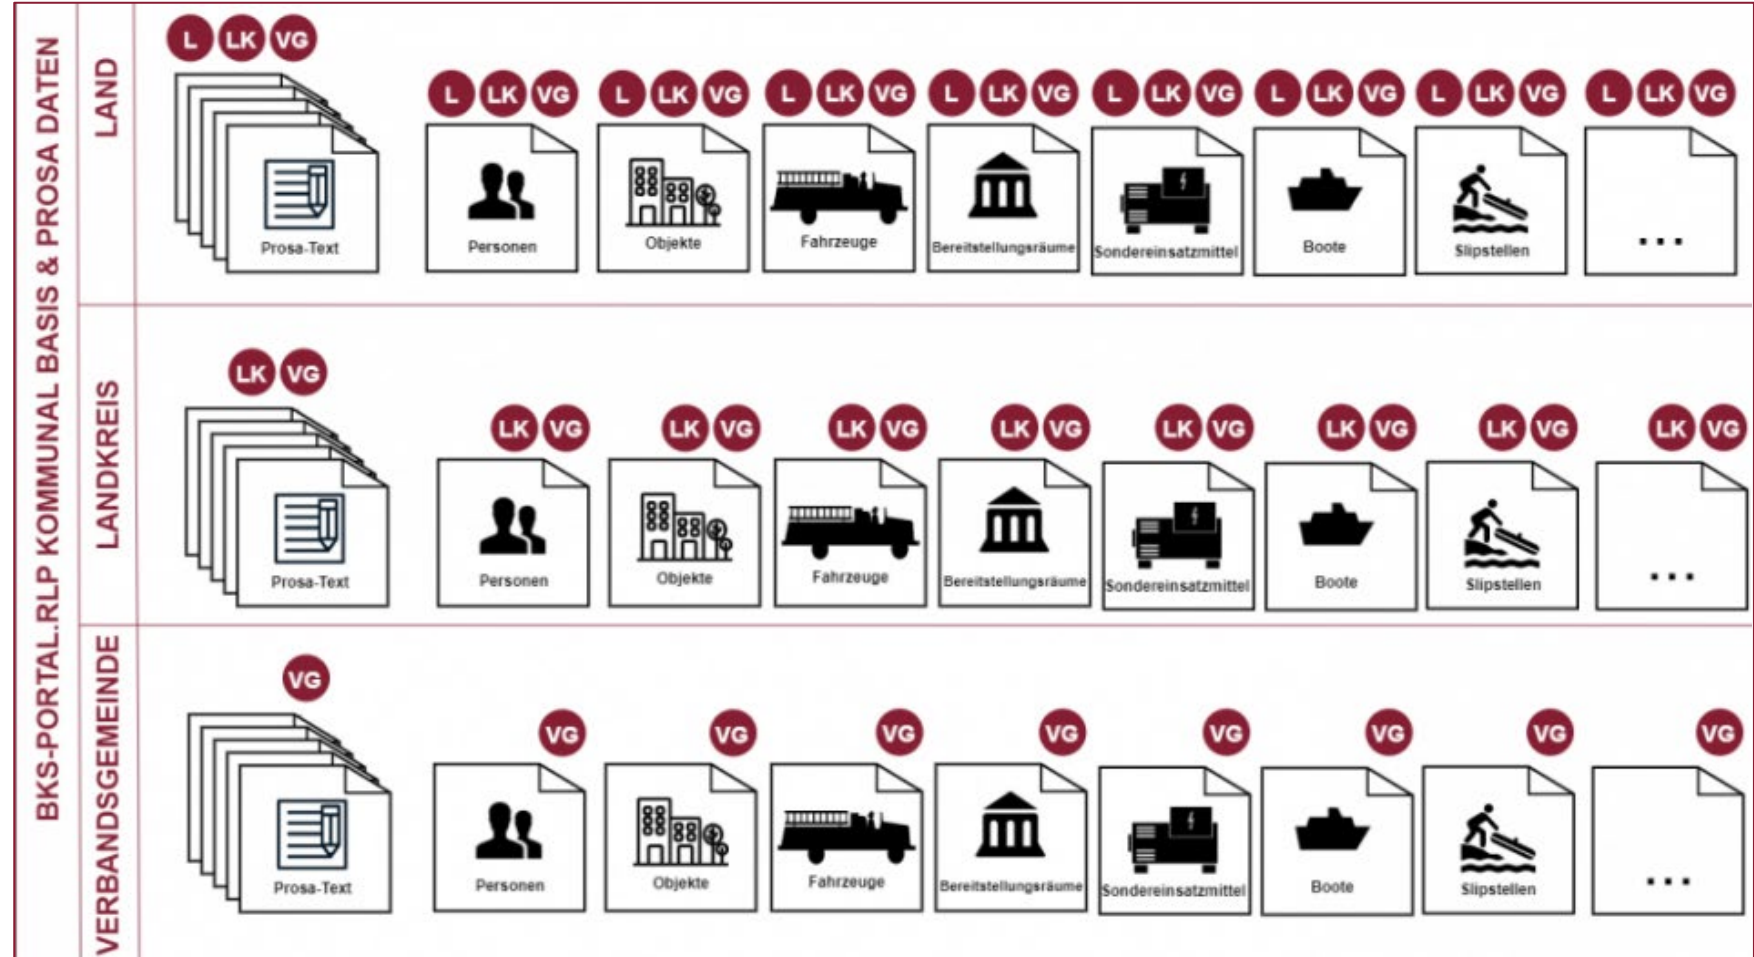 BKS-PORTAL.RLP KOMMUNAL BASIS & PROSA DATEN
LAND
L LK VG
L LK VG L LK VG L LK VG L LK VG L LK VG L LK VG L LK VG L LK VG
Prosa-Text Personen Objekte Fahrzeuge Bereitstellungsräume Sondereinsatzmittel Boote Slipstellen ...
LANDKREIS
LK VG
LK VG LK VG LK VG LK VG LK VG LK VG LK VG LK VG
Prosa-Text Personen Objekte Fahrzeuge Bereitstellungsräume Sondereinsatzmittel Boote Slipstellen ...
VERBANDSGEMEINDE
VG
VG VG VG VG VG VG VG VG
Prosa-Text Personen Objekte Fahrzeuge Bereitstellungsräume Sondereinsatzmittel Boote Slipstellen ...